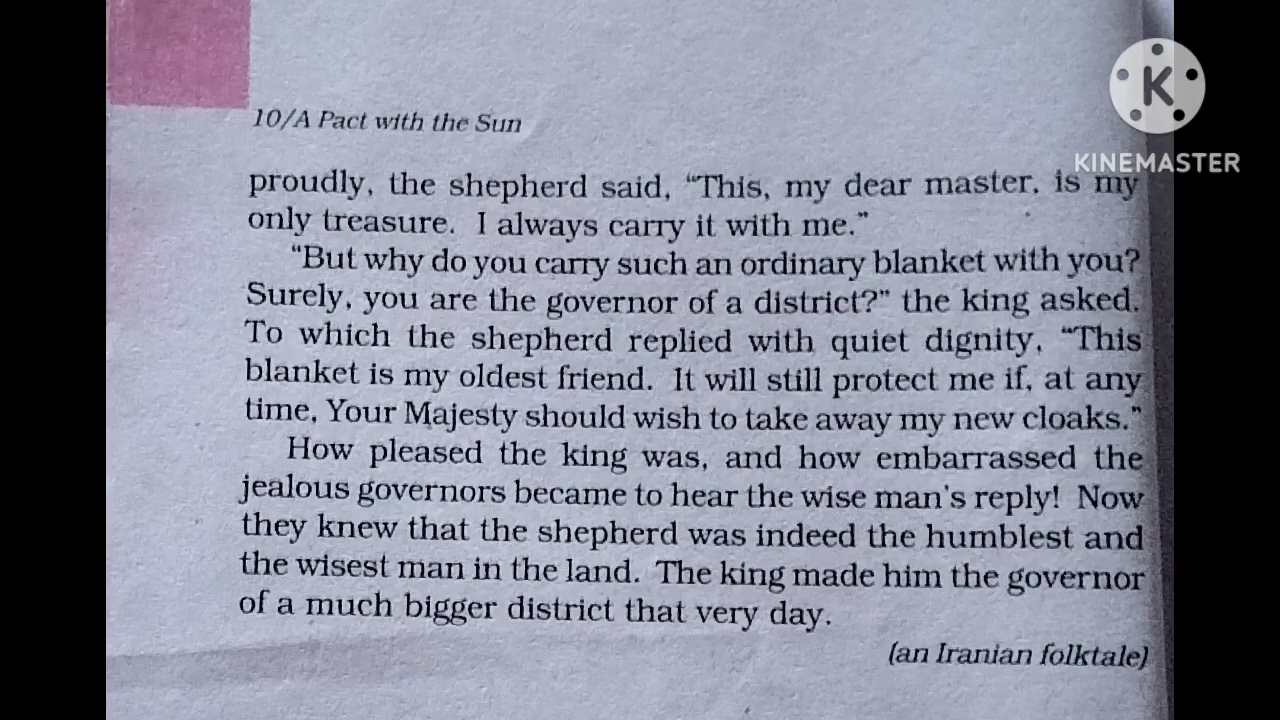 10/A Pact with the Sun
K
KINEMASTER
proudly, the shepherd said, “This, my dear master, is my
only treasure. I always carry it with me.”
“But why do you carry such an ordinary blanket with you?
Surely, you are the governor of a district?” the king asked.
To which the shepherd replied with quiet dignity, “This
blanket is my oldest friend. It will still protect me if, at any
time, Your Majesty should wish to take away my new cloaks.”
How pleased the king was, and how embarrassed the
jealous governors became to hear the wise man’s reply! Now
they knew that the shepherd was indeed the humblest and
the wisest man in the land. The king made him the governor
of a much bigger district that very day.
(an Iranian folktale)